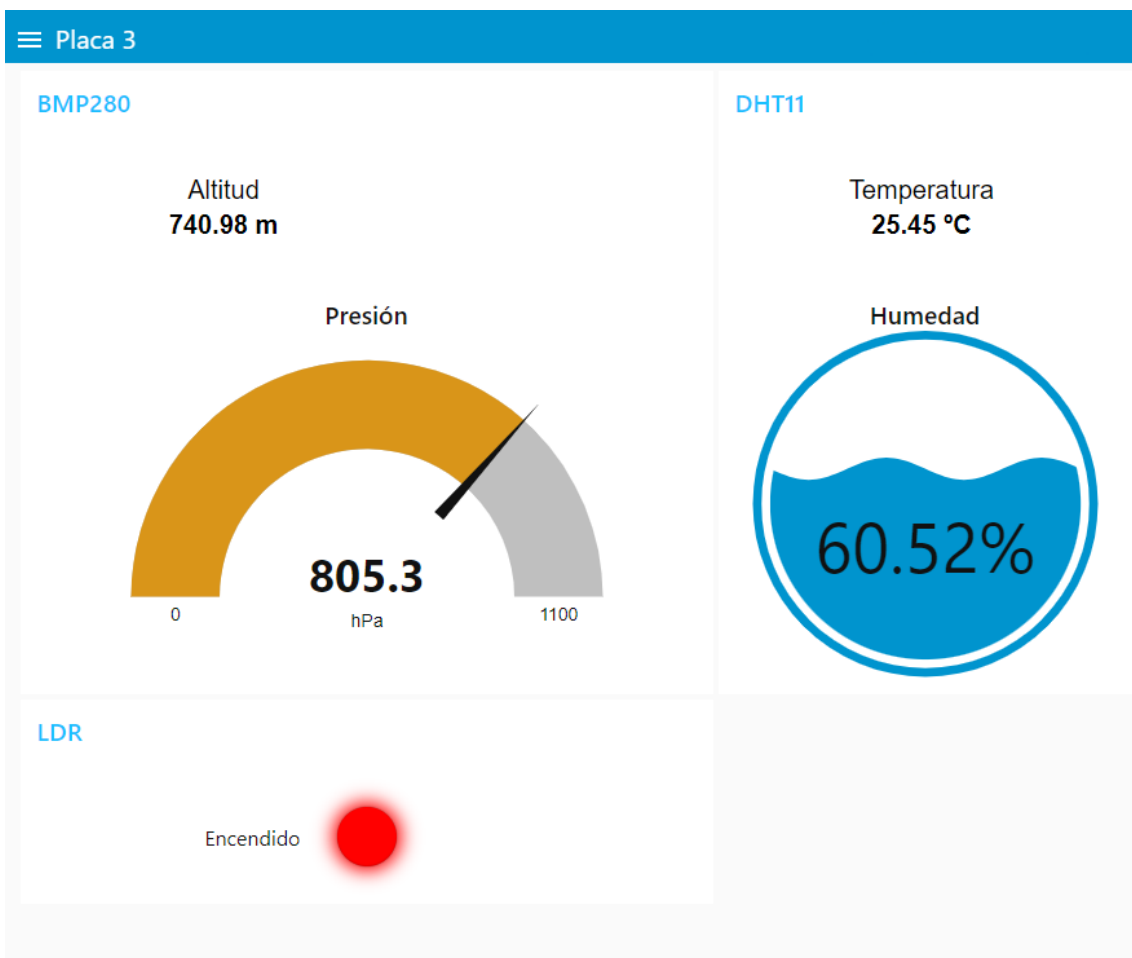 Placa 3
BMP280
Altitud
740.98 m
Presión
805.3
hPa
0
1100
DHT11
Temperatura
25.45 ºC
Humedad
60.52%
LDR
Encendido